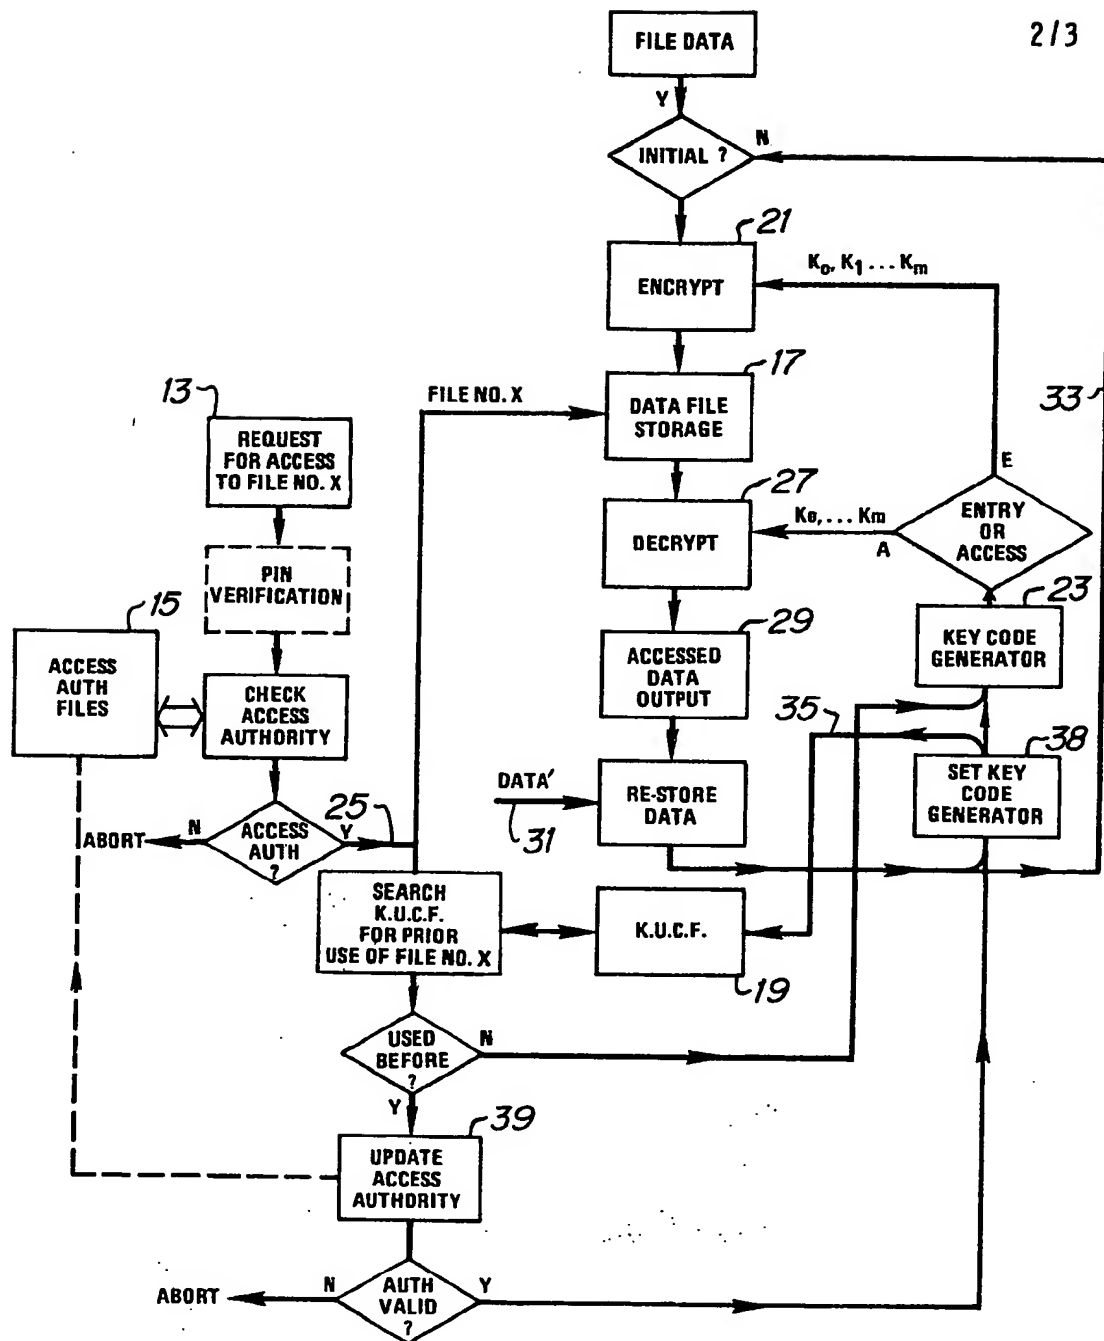 2/3
FILE DATA
Y
INITIAL ?
N
21
ENCRYPT
K₀, K₁ ... Kₘ
17
DATA FILE
STORAGE
FILE NO. X
33
13
REQUEST
FOR ACCESS
TO FILE NO. X
E
ENTRY
OR
ACCESS
27
DECRYPT
K₀, ... Kₘ
A
PIN
VERIFICATION
15
ACCESS
AUTH
FILES
23
KEY CODE
GENERATOR
29
ACCESSED
DATA
OUTPUT
CHECK
ACCESS
AUTHORITY
35
38
SET KEY
CODE
GENERATOR
DATA'
31
RE-STORE
DATA
ABORT
N
ACCESS
AUTH
?
Y
25
SEARCH
K.U.C.F.
FOR PRIOR
USE OF FILE NO. X
K.U.C.F.
19
USED
BEFORE
?
N
Y
39
UPDATE
ACCESS
AUTHORITY
ABORT
N
AUTH
VALID
?
Y